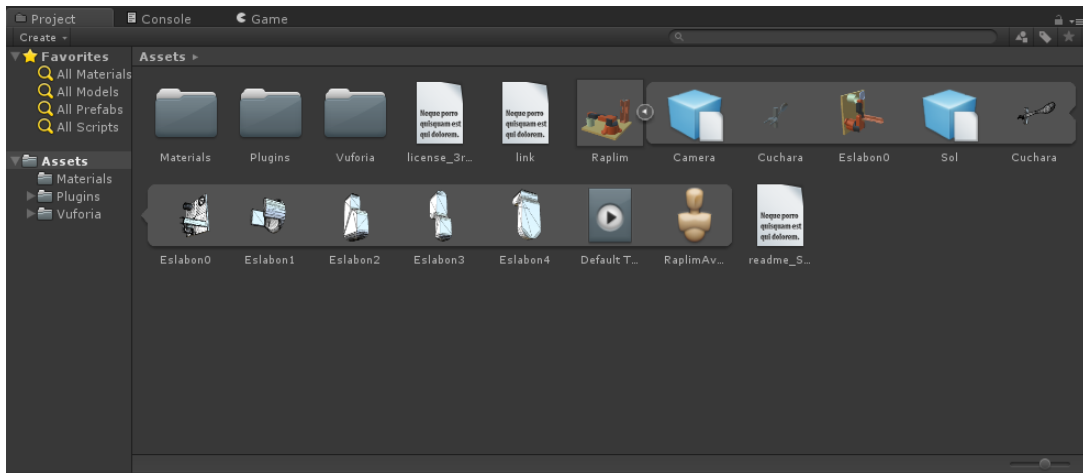 Project Console Game
Create
Favorites
All Materials
All Models
All Prefabs
All Scripts
Assets
Materials
Plugins
Vuforia
Assets
Neque porro
quisquam est
qui dolorem.
Neque porro
quisquam est
qui dolorem.
Materials Plugins Vuforia license_3r... link Raplim Camera Cuchara Eslabon0 Sol Cuchara
Neque porro
quisquam est
qui dolorem.
Eslabon0 Eslabon1 Eslabon2 Eslabon3 Eslabon4 Default T... RaplimAv... readme_S...